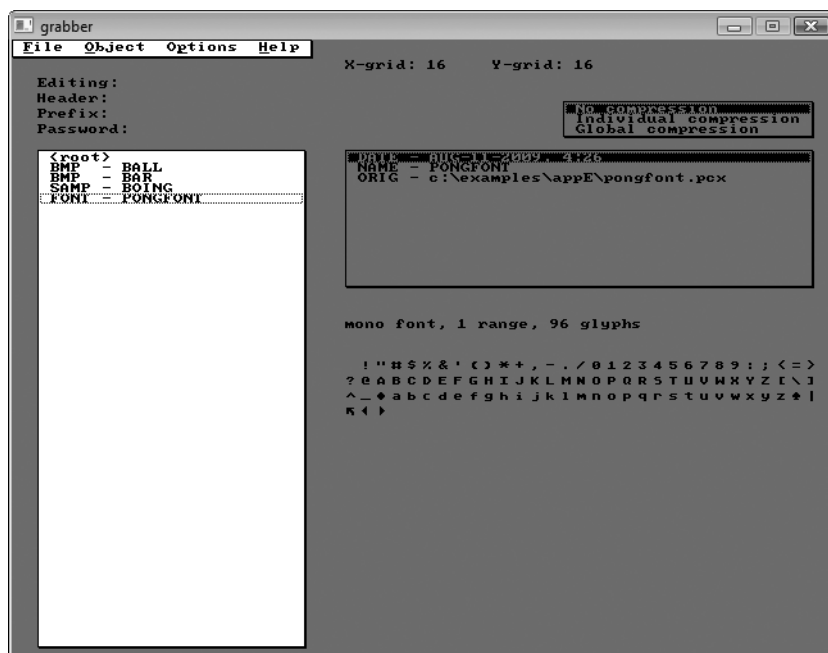 grabber
File Object Options Help
X-grid: 16 Y-grid: 16
Editing:
Header:
Prefix:
Password:
No compression
Individual compression
Global compression
<root>
BMP - BALL
BMP - BAR
SAMP - BOING
FONT - PONGFONT
DATE - AUG-11-2009, 4:26
NAME - PONGFONT
ORIG - c:\examples\appE\pongfont.pcx
mono font, 1 range, 96 glyphs
! " # $ % & ' ( ) * + , - . / 0 1 2 3 4 5 6 7 8 9 : ; < = >
? @ A B C D E F G H I J K L M N O P Q R S T U V W X Y Z [ \ ]
^ _ ◆ a b c d e f g h i j k l m n o p q r s t u v w x y z ♠ |
↖ ◀ ▶